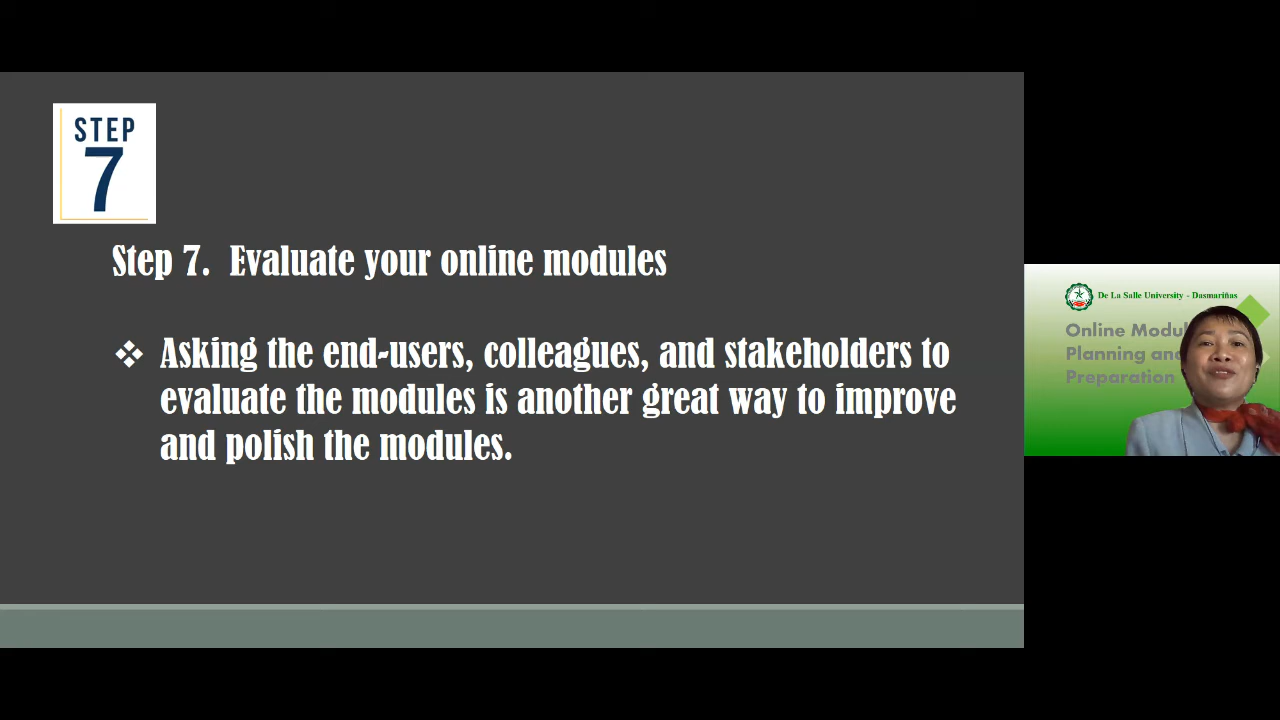 STEP
7
Step 7. Evaluate your online modules
❖ Asking the end-users, colleagues, and stakeholders to
evaluate the modules is another great way to improve
and polish the modules.
De La Salle University - Dasmariñas
Online Modul
Planning and
Preparation